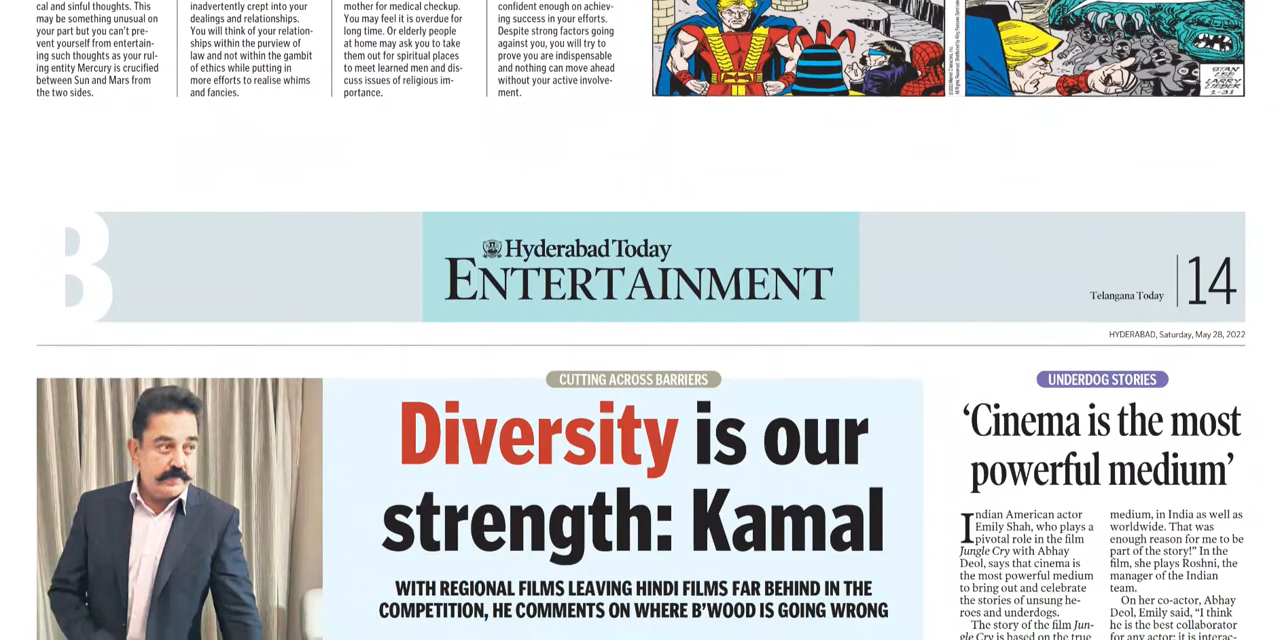 cal and sinful thoughts. This
may be something unusual on
your part but you can't pre-
vent yourself from entertain-
ing such thoughts as your rul-
ing entity Mercury is crucified
between Sun and Mars from
the two sides.
inadvertently crept into your
dealings and relationships.
You will think of your relation-
ships within the purview of
law and not within the gambit
of ethics while putting in
more efforts to realise whims
and fancies.
mother for medical checkup.
You may feel it is overdue for
long time. Or elderly people
at home may ask you to take
them out for spiritual places
to meet learned men and dis-
cuss issues of religious im-
portance.
confident enough on achiev-
ing success in your efforts.
Despite strong factors going
against you, you will try to
prove you are indispensable
and nothing can move ahead
without your active involve-
ment.
STAN
LEE
LARRY
LIEBER
1-31
B
Hyderabad Today
ENTERTAINMENT
Telangana Today
14
HYDERABAD, Saturday, May 28, 2022
CUTTING ACROSS BARRIERS
Diversity is our
strength: Kamal
WITH REGIONAL FILMS LEAVING HINDI FILMS FAR BEHIND IN THE
COMPETITION, HE COMMENTS ON WHERE B'WOOD IS GOING WRONG
UNDERDOG STORIES
‘Cinema is the most
powerful medium’
Indian American actor
Emily Shah, who plays a
pivotal role in the film
Jungle Cry with Abhay
Deol, says that cinema is
the most powerful medium
to bring out and celebrate
the stories of unsung he-
roes and underdogs.
The story of the film Jun-
gle Cry is based on the true
medium, in India as well as
worldwide. That was
enough reason for me to be
part of the story!” In the
film, she plays Roshni, the
manager of the Indian
team.
On her co-actor, Abhay
Deol, Emily said, “I think
he is the best collaborator
for any actor; it is interac-